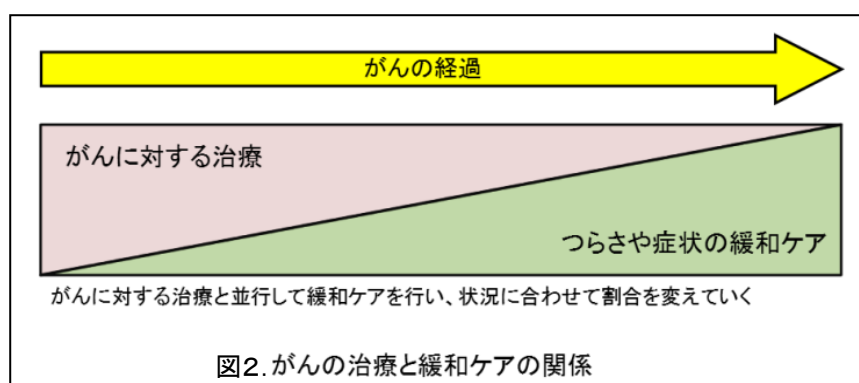 がんの経過
がんに対する治療
つらさや症状の緩和ケア
がんに対する治療と並行して緩和ケアを行い、状況に合わせて割合を変えていく
図2.がんの治療と緩和ケアの関係